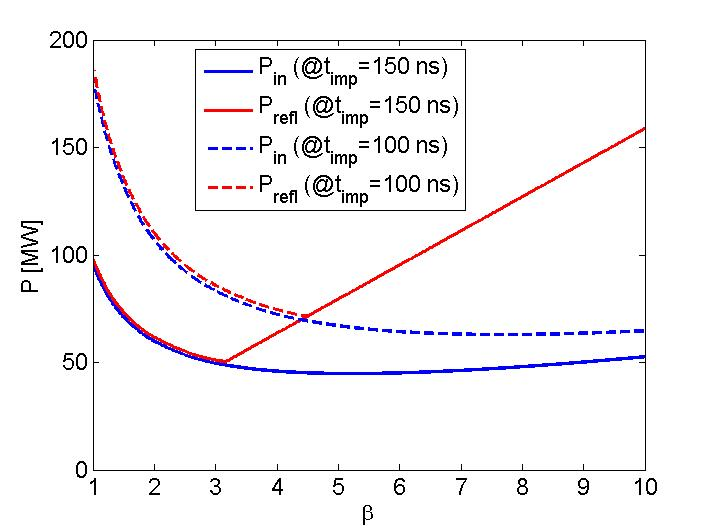 200
150
100
50
0
P [MW]
P_in (@t_imp=150 ns)
P_refl (@t_imp=150 ns)
P_in (@t_imp=100 ns)
P_refl (@t_imp=100 ns)
1 2 3 4 5 6 7 8 9 10
β